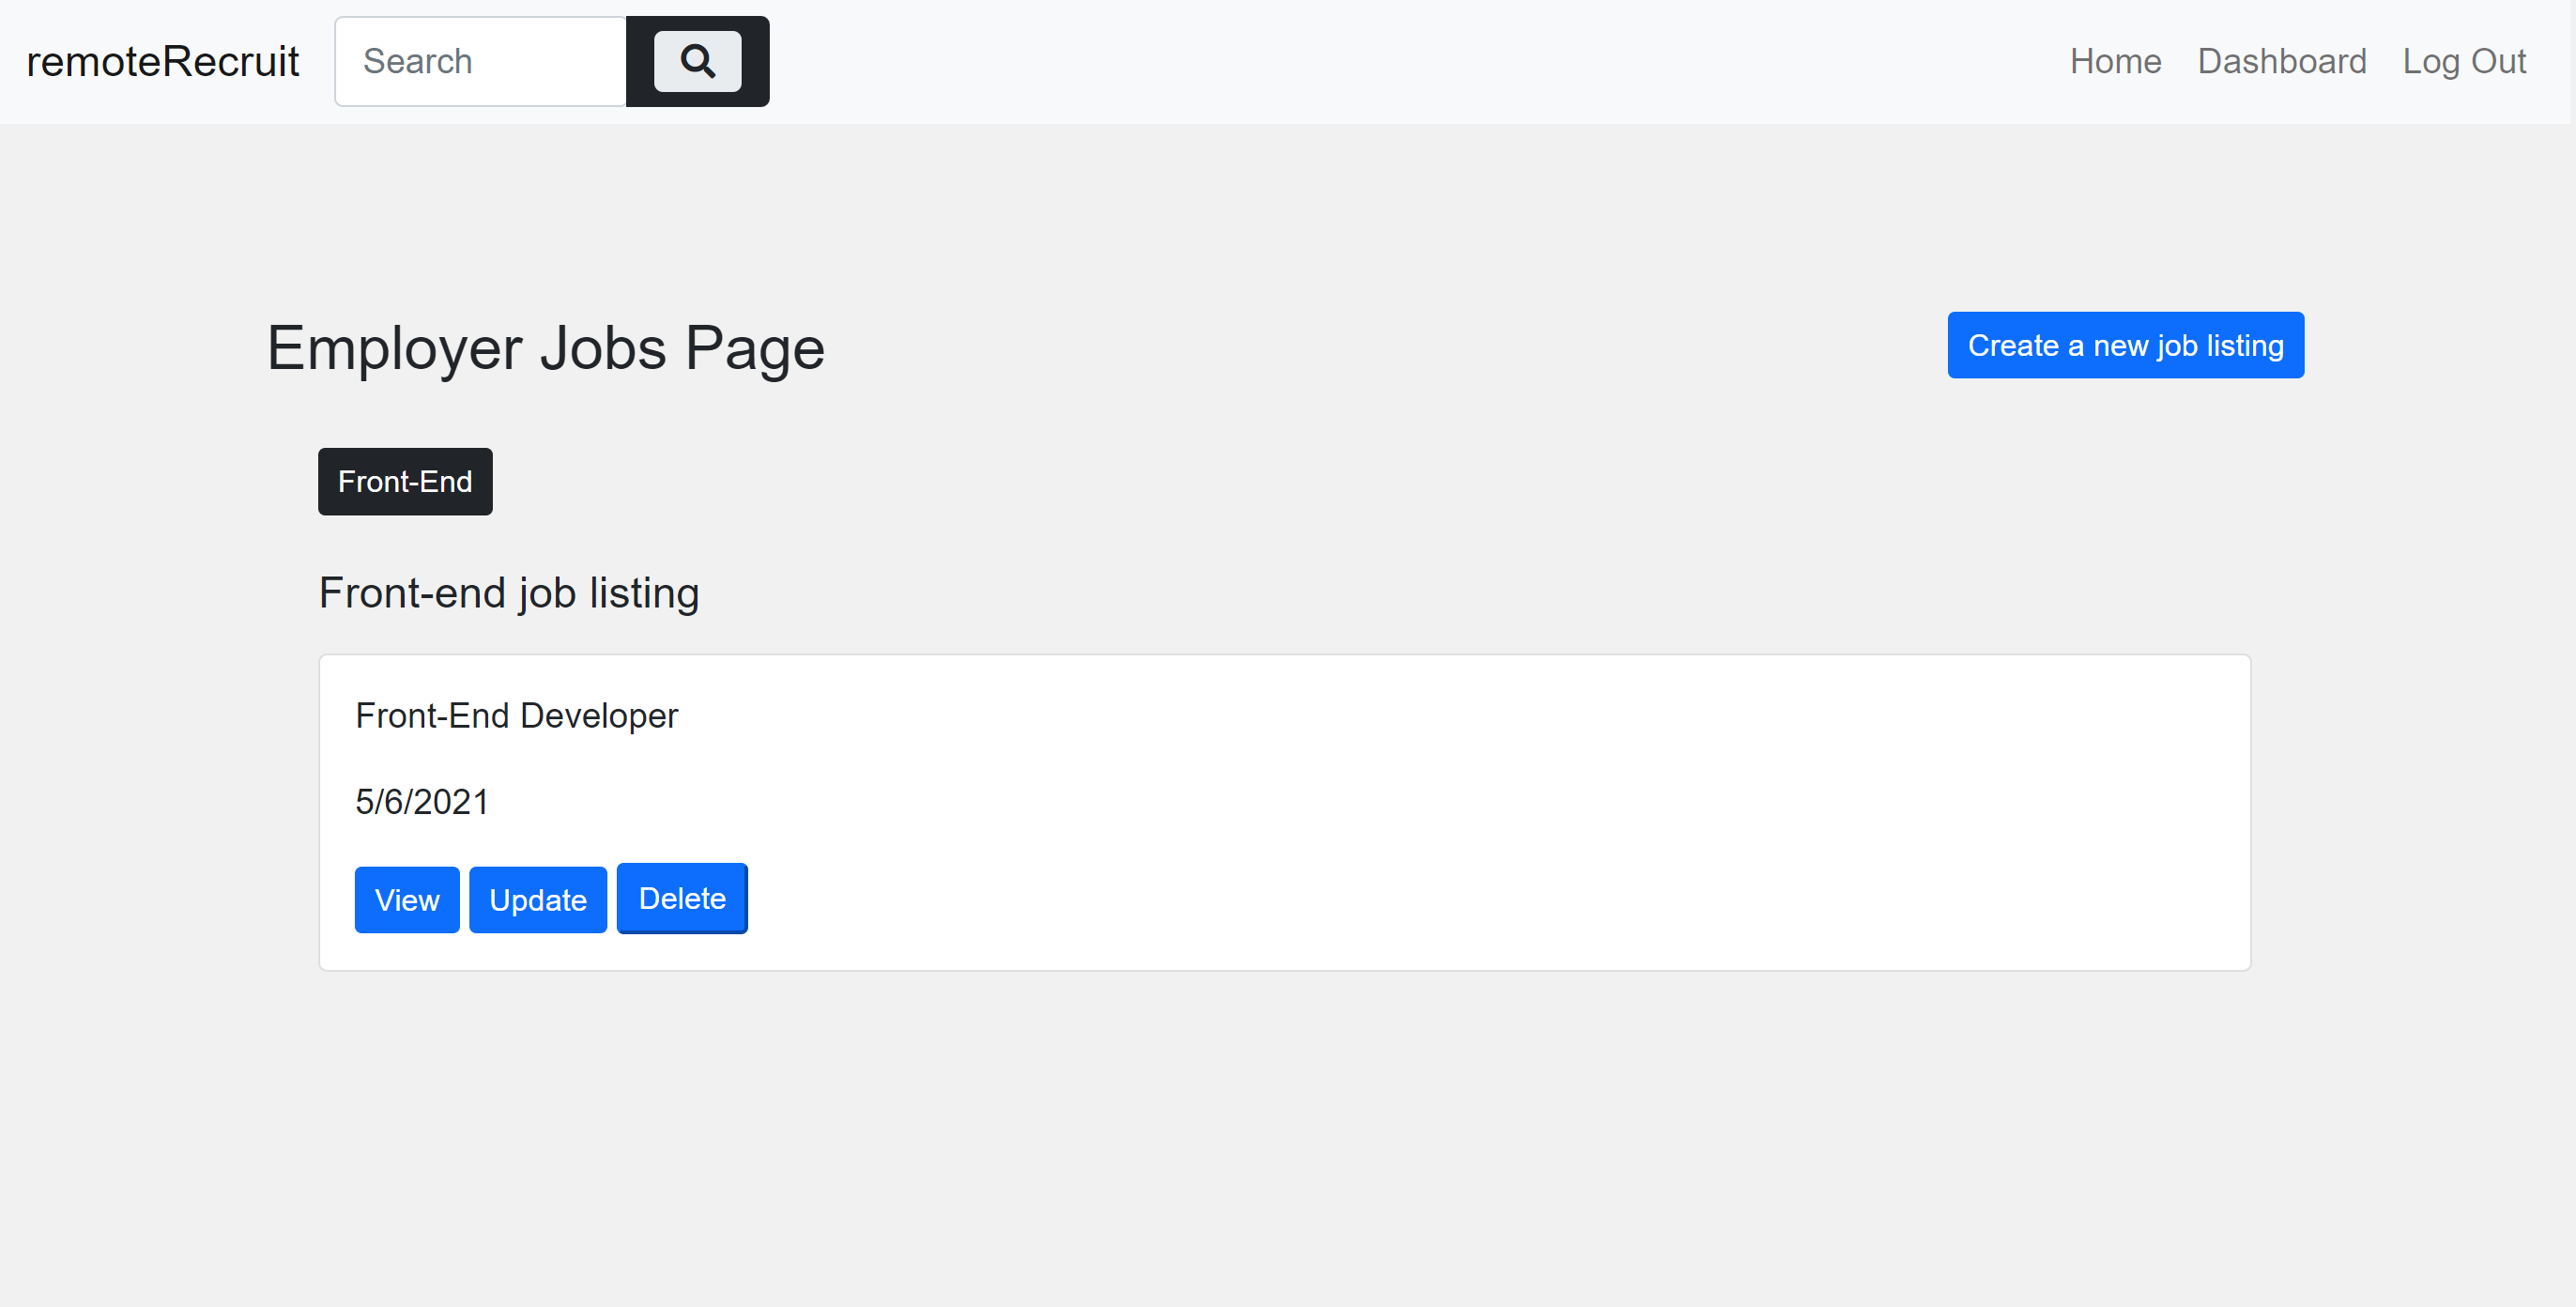 remoteRecruit Search Home Dashboard Log Out
Employer Jobs Page Create a new job listing
Front-End
Front-end job listing
Front-End Developer
5/6/2021
View Update Delete